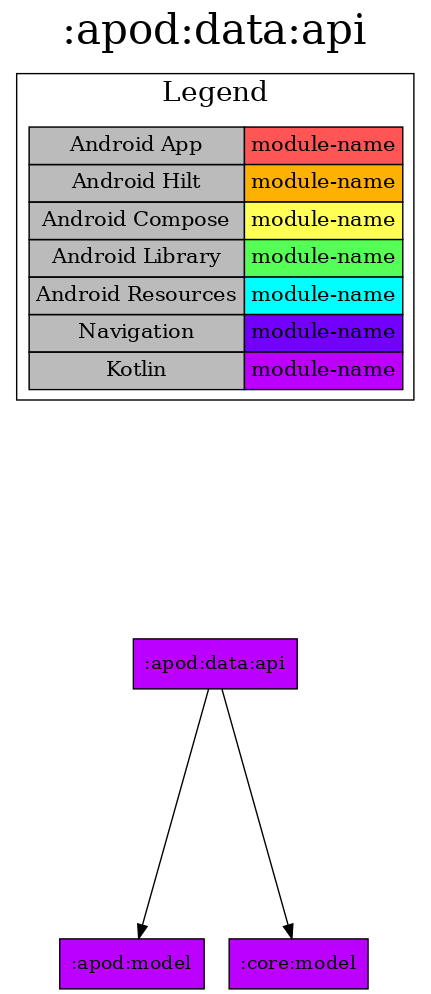 :apod:data:api
Legend
Android App module-name
Android Hilt module-name
Android Compose module-name
Android Library module-name
Android Resources module-name
Navigation module-name
Kotlin module-name
:apod:data:api
:apod:model :core:model